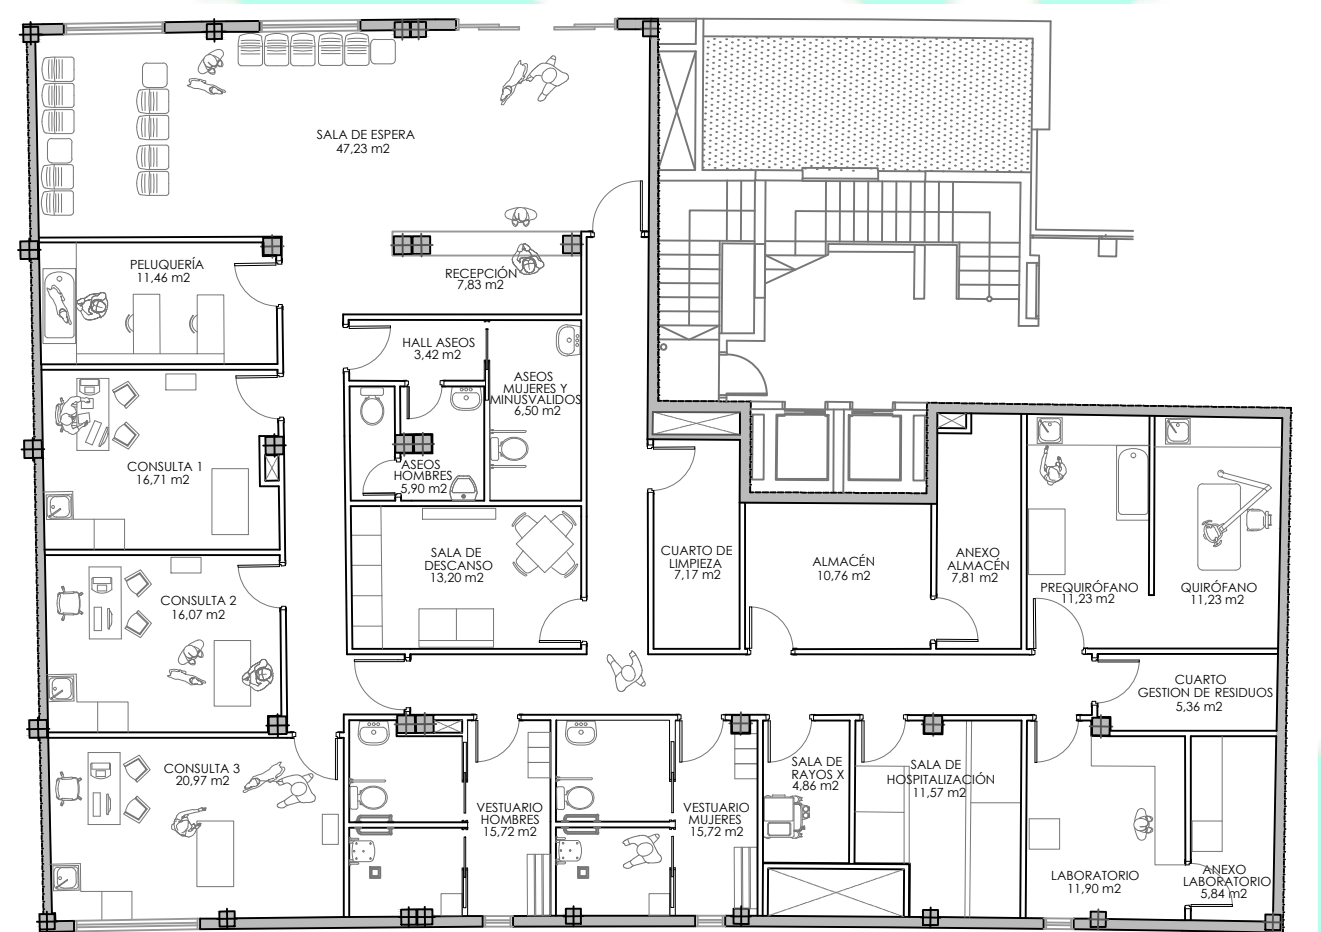 SALA DE ESPERA
47,23 m2
PELUQUERÍA
11,46 m2
RECEPCIÓN
7,83 m2
HALL ASEOS
3,42 m2
ASEOS
MUJERES Y
MINUSVALIDOS
6,50 m2
CONSULTA 1
16,71 m2
ASEOS
HOMBRES
5,90 m2
SALA DE
DESCANSO
13,20 m2
CUARTO DE
LIMPIEZA
7,17 m2
ALMACÉN
10,76 m2
ANEXO
ALMACÉN
7,81 m2
PREQUIRÓFANO
11,23 m2
QUIRÓFANO
11,23 m2
CONSULTA 2
16,07 m2
CUARTO
GESTION DE RESIDUOS
5,36 m2
CONSULTA 3
20,97 m2
VESTUARIO
HOMBRES
15,72 m2
VESTUARIO
MUJERES
15,72 m2
SALA DE
RAYOS X
4,86 m2
SALA DE
HOSPITALIZACIÓN
11,57 m2
LABORATORIO
11,90 m2
ANEXO
LABORATORIO
5,84 m2